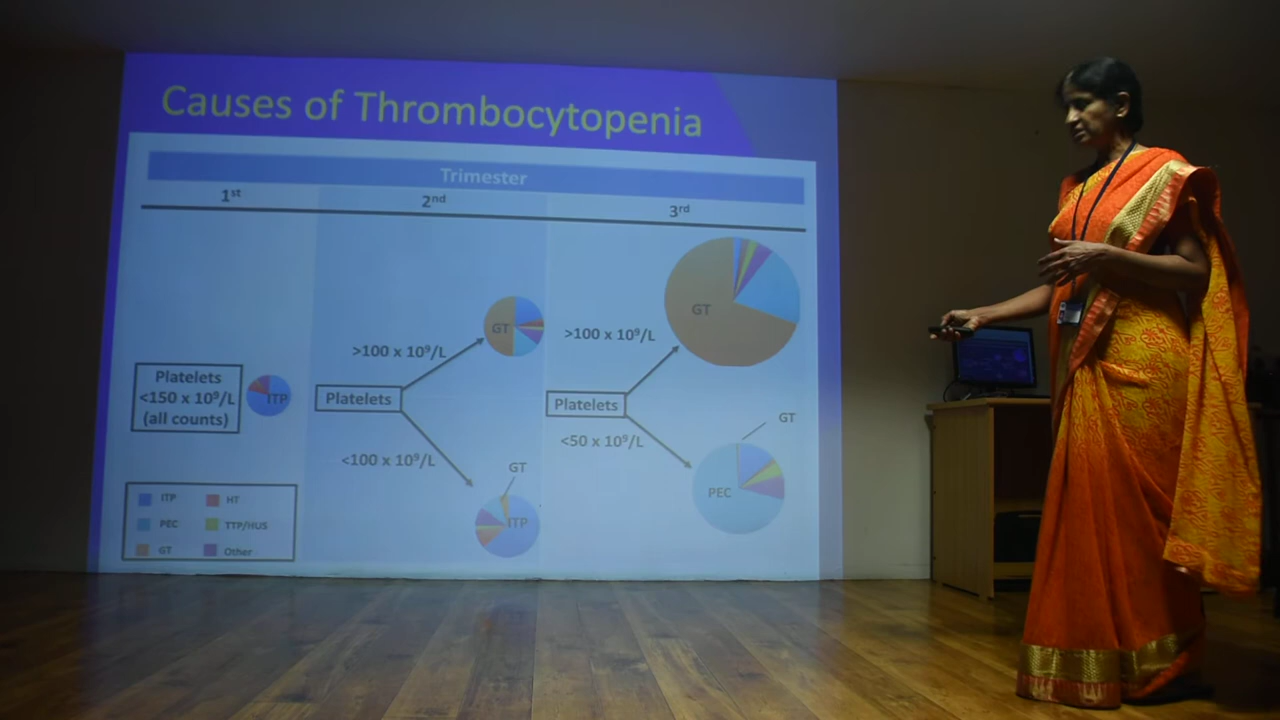 Causes of Thrombocytopenia
Trimester
1st
2nd
3rd
Platelets
<150 x 10⁹/L
(all counts)
ITP
Platelets
>100 x 10⁹/L
GT
<100 x 10⁹/L
GT
ITP
Platelets
>100 x 10⁹/L
GT
<50 x 10⁹/L
GT
PEC
ITP
HT
PEC
TTP/HUS
GT
Other